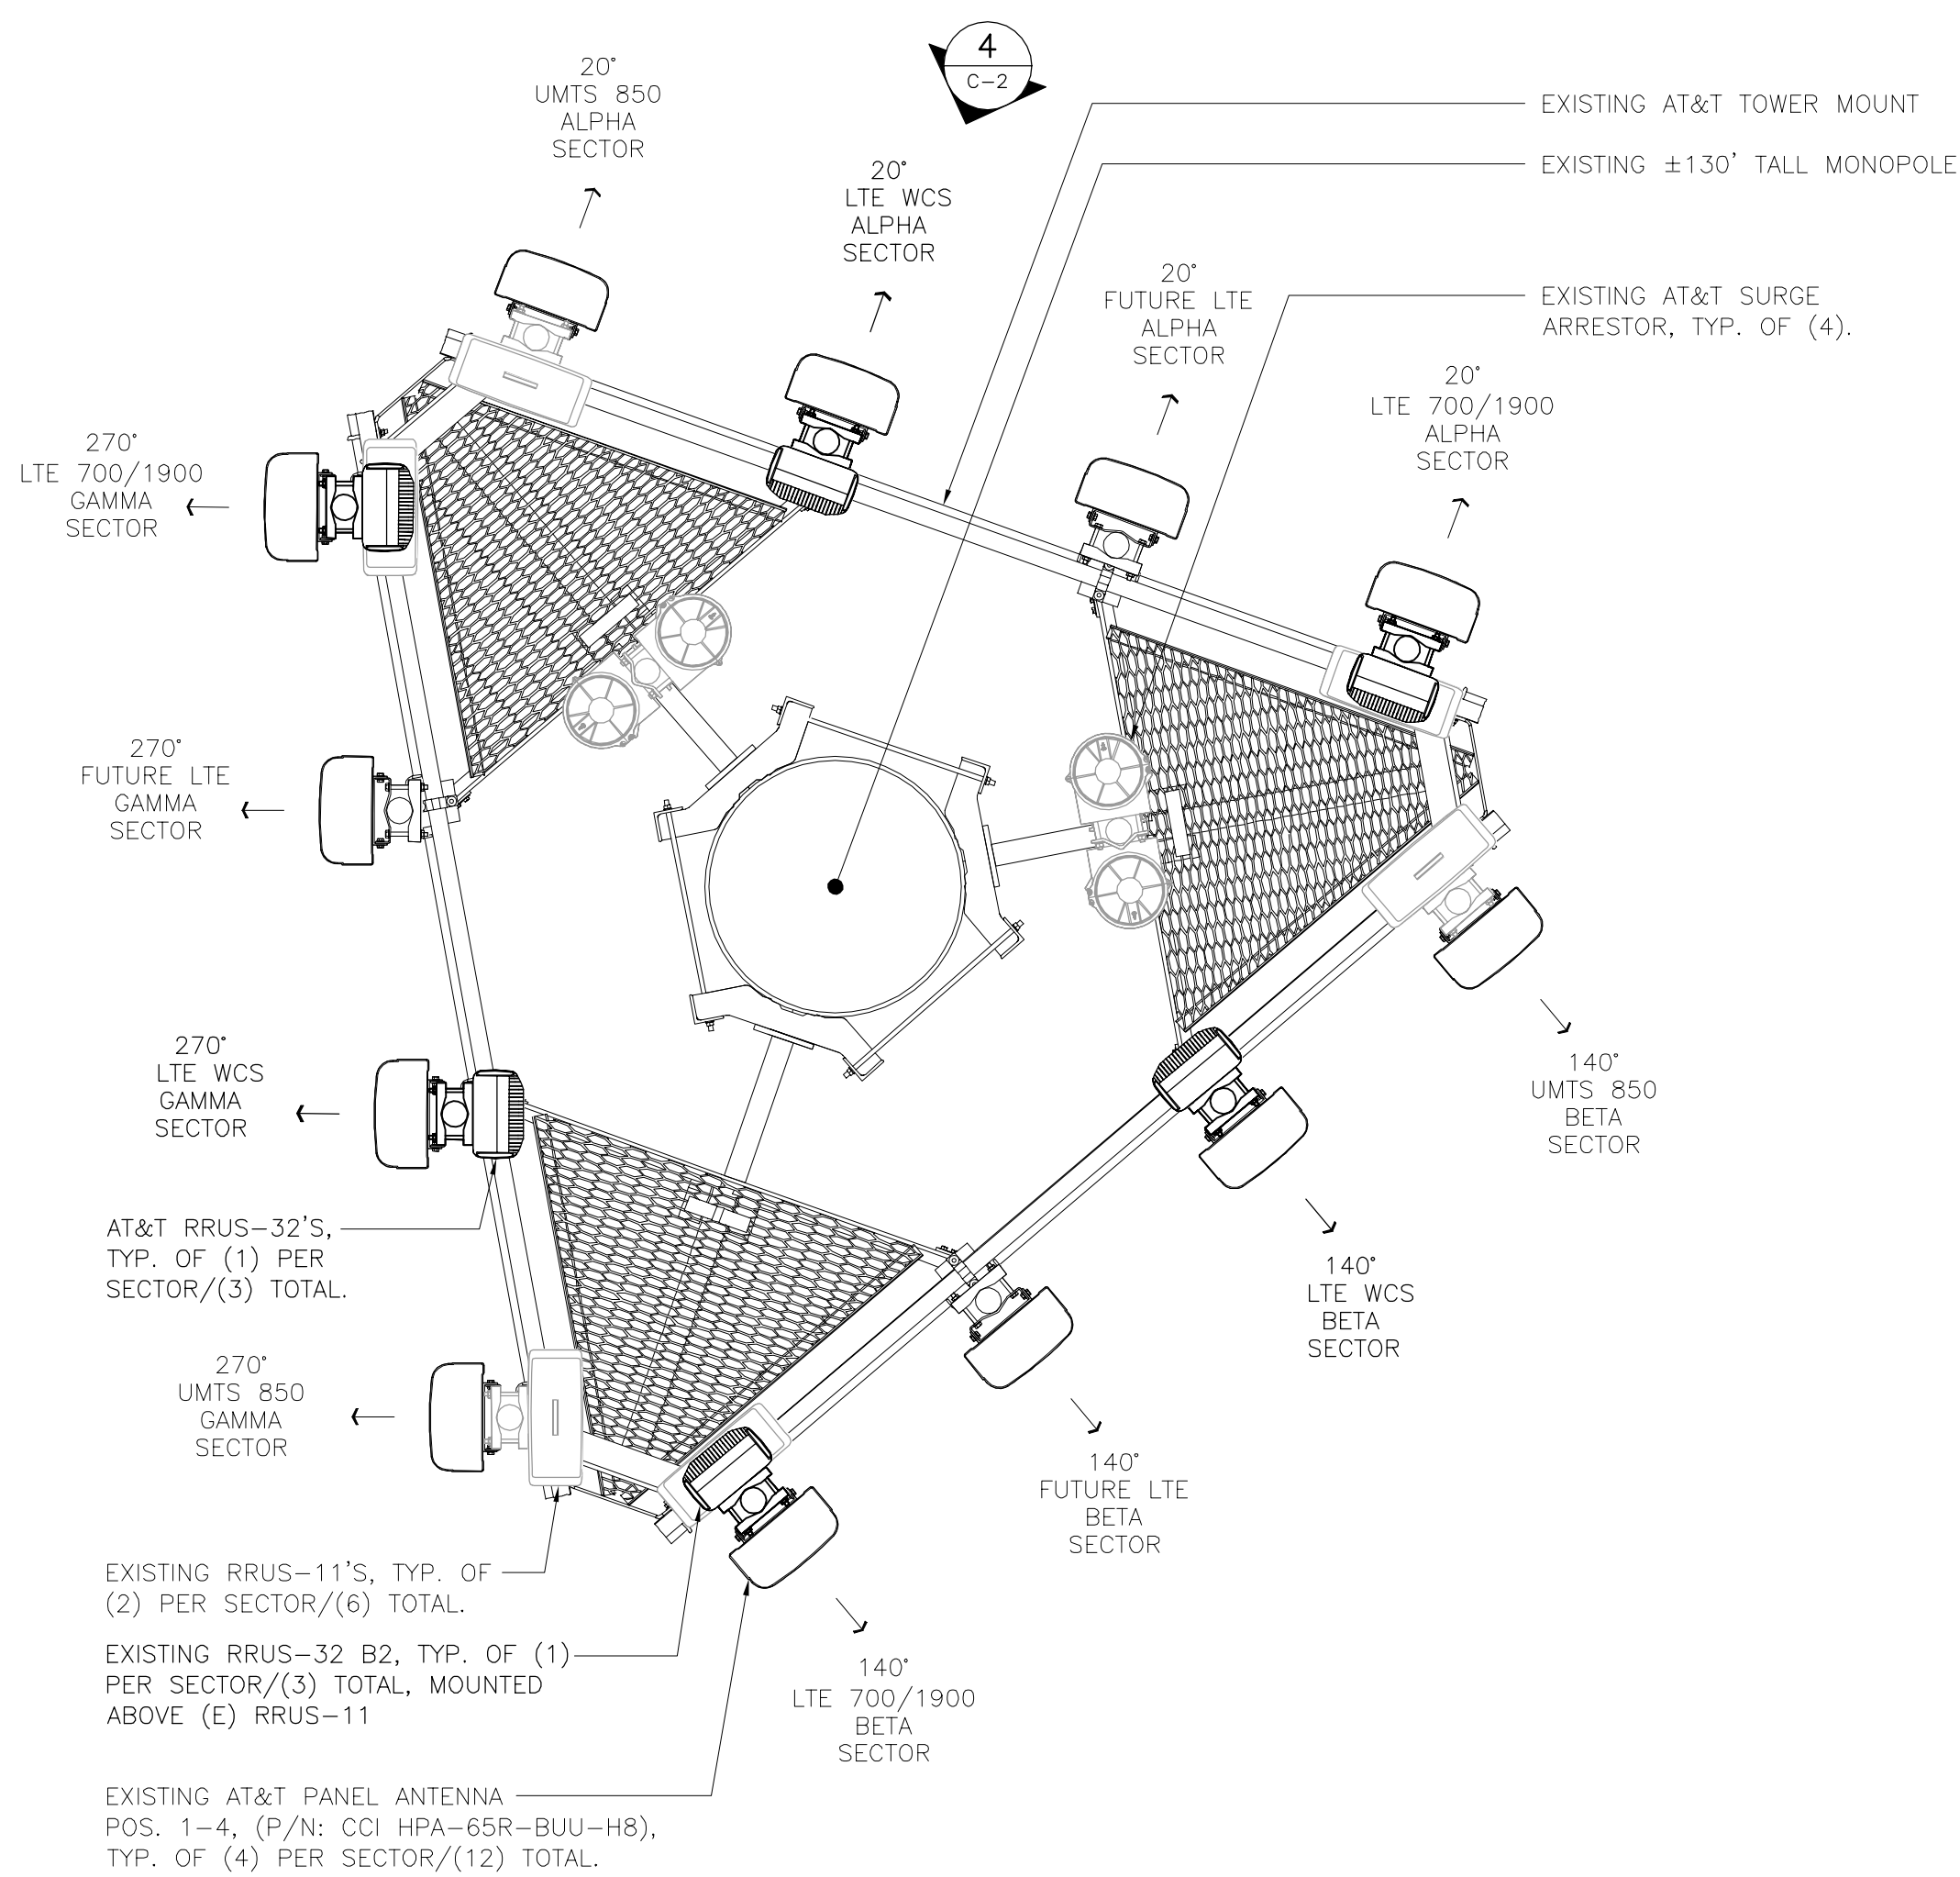 4
C-2
20°
UMTS 850
ALPHA
SECTOR
20°
LTE WCS
ALPHA
SECTOR
20°
FUTURE LTE
ALPHA
SECTOR
20°
LTE 700/1900
ALPHA
SECTOR
EXISTING AT&T TOWER MOUNT
EXISTING ±130' TALL MONOPOLE
EXISTING AT&T SURGE
ARRESTOR, TYP. OF (4).
270°
LTE 700/1900
GAMMA
SECTOR
270°
FUTURE LTE
GAMMA
SECTOR
270°
LTE WCS
GAMMA
SECTOR
AT&T RRUS-32'S,
TYP. OF (1) PER
SECTOR/(3) TOTAL.
270°
UMTS 850
GAMMA
SECTOR
140°
UMTS 850
BETA
SECTOR
140°
LTE WCS
BETA
SECTOR
140°
FUTURE LTE
BETA
SECTOR
140°
LTE 700/1900
BETA
SECTOR
EXISTING RRUS-11'S, TYP. OF
(2) PER SECTOR/(6) TOTAL.
EXISTING RRUS-32 B2, TYP. OF (1)
PER SECTOR/(3) TOTAL, MOUNTED
ABOVE (E) RRUS-11
EXISTING AT&T PANEL ANTENNA
POS. 1-4, (P/N: CCI HPA-65R-BUU-H8),
TYP. OF (4) PER SECTOR/(12) TOTAL.